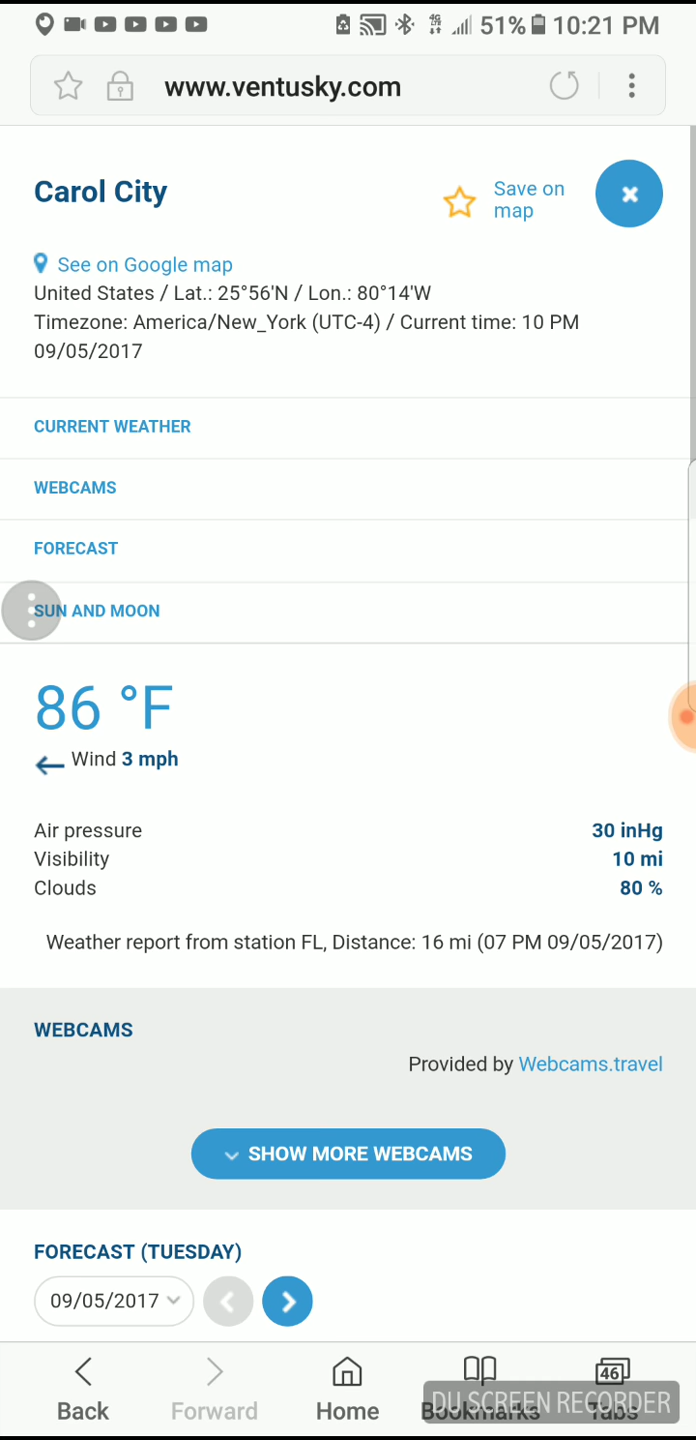 51% 10:21 PM
www.ventusky.com
Carol City
Save on
map
See on Google map
United States / Lat.: 25°56'N / Lon.: 80°14'W
Timezone: America/New_York (UTC-4) / Current time: 10 PM
09/05/2017
CURRENT WEATHER
WEBCAMS
FORECAST
SUN AND MOON
86 °F
Wind 3 mph
Air pressure 30 inHg
Visibility 10 mi
Clouds 80 %
Weather report from station FL, Distance: 16 mi (07 PM 09/05/2017)
WEBCAMS
Provided by Webcams.travel
SHOW MORE WEBCAMS
FORECAST (TUESDAY)
09/05/2017
46
DU SCREEN RECORDER
Back Forward Home Bookmarks Tabs